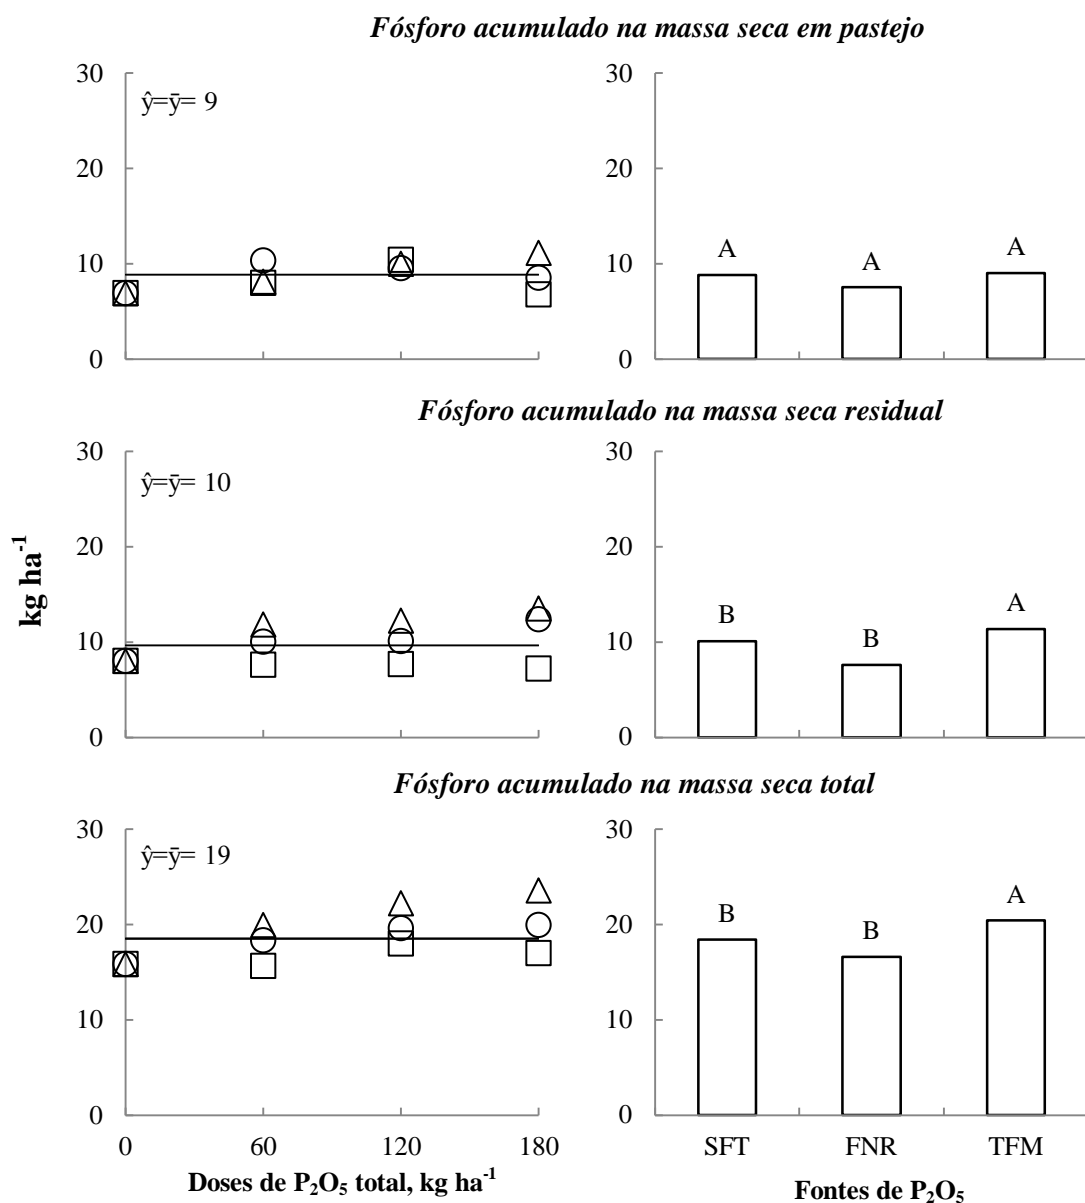 Fósforo acumulado na massa seca em pastejo
30
ŷ=ȳ= 9
20
10
0
30
20
10
0
A
A
A
Fósforo acumulado na massa seca residual
30
ŷ=ȳ= 10
20
10
0
30
20
10
0
B
B
A
kg ha⁻¹
Fósforo acumulado na massa seca total
30
ŷ=ȳ= 19
20
10
0
0 60 120 180
Doses de P₂O₅ total, kg ha⁻¹
30
20
10
0
B
B
A
SFT FNR TFM
Fontes de P₂O₅